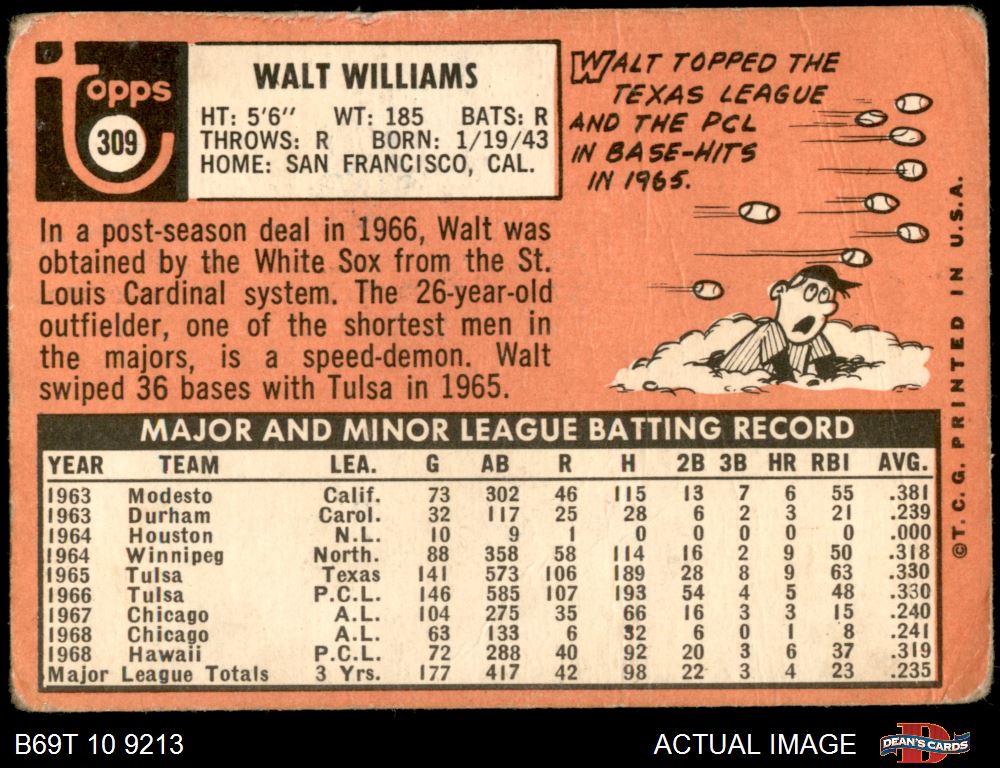 topps
309
WALT WILLIAMS
HT: 5'6" WT: 185 BATS: R
THROWS: R BORN: 1/19/43
HOME: SAN FRANCISCO, CAL.
WALT TOPPED THE
TEXAS LEAGUE
AND THE PCL
IN BASE-HITS
IN 1965.
In a post-season deal in 1966, Walt was
obtained by the White Sox from the St.
Louis Cardinal system. The 26-year-old
outfielder, one of the shortest men in
the majors, is a speed-demon. Walt
swiped 36 bases with Tulsa in 1965.
MAJOR AND MINOR LEAGUE BATTING RECORD
YEAR TEAM LEA. G AB R H 2B 3B HR RBI AVG.
1963 Modesto Calif. 73 302 46 115 13 7 6 55 .381
1963 Durham Carol. 32 117 25 28 6 2 3 21 .239
1964 Houston N.L. 10 9 1 0 0 0 0 0 .000
1964 Winnipeg North. 88 358 58 114 16 2 9 50 .318
1965 Tulsa Texas 141 573 106 189 28 8 9 63 .330
1966 Tulsa P.C.L. 146 585 107 193 54 4 5 48 .330
1967 Chicago A.L. 104 275 35 66 16 3 3 15 .240
1968 Chicago A.L. 63 133 6 32 6 0 1 8 .241
1968 Hawaii P.C.L. 72 288 40 92 20 3 6 37 .319
Major League Totals 3 Yrs. 177 417 42 98 22 3 4 23 .235
© T. C. G. PRINTED IN U.S.A.
B69T 10 9213
ACTUAL IMAGE
DEAN'S CARDS